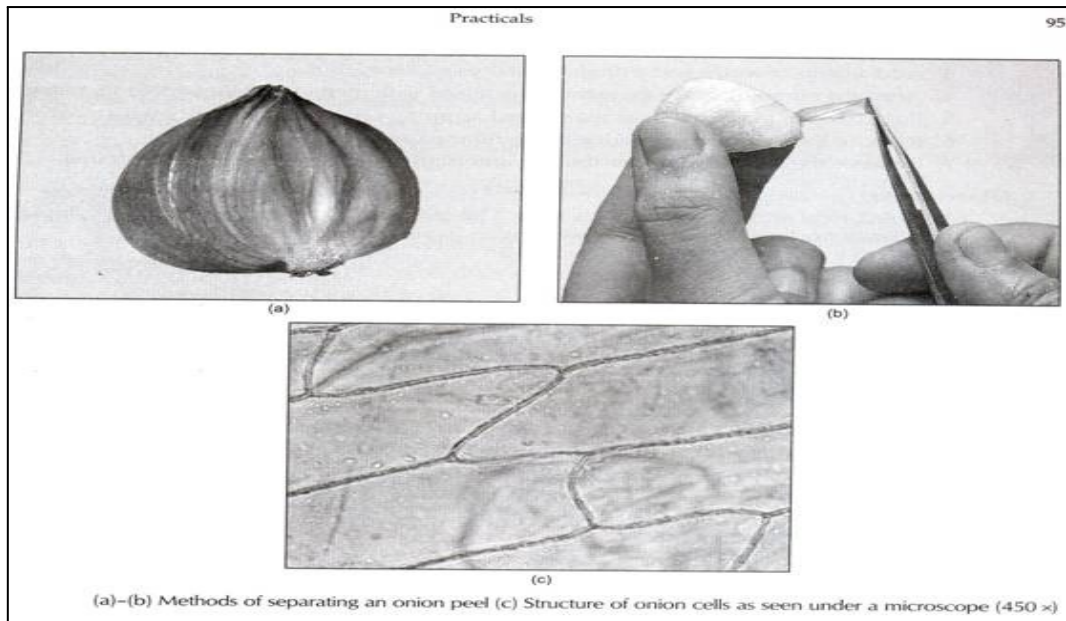 Practicals
95
(a)
(b)
(c)
(a)–(b) Methods of separating an onion peel (c) Structure of onion cells as seen under a microscope (450 ×)